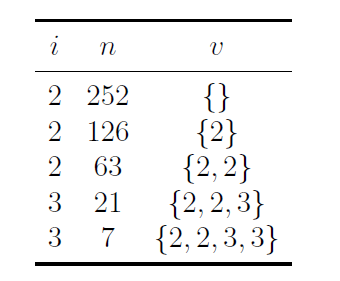 i n v
2 252 {}
2 126 {2}
2 63 {2, 2}
3 21 {2, 2, 3}
3 7 {2, 2, 3, 3}